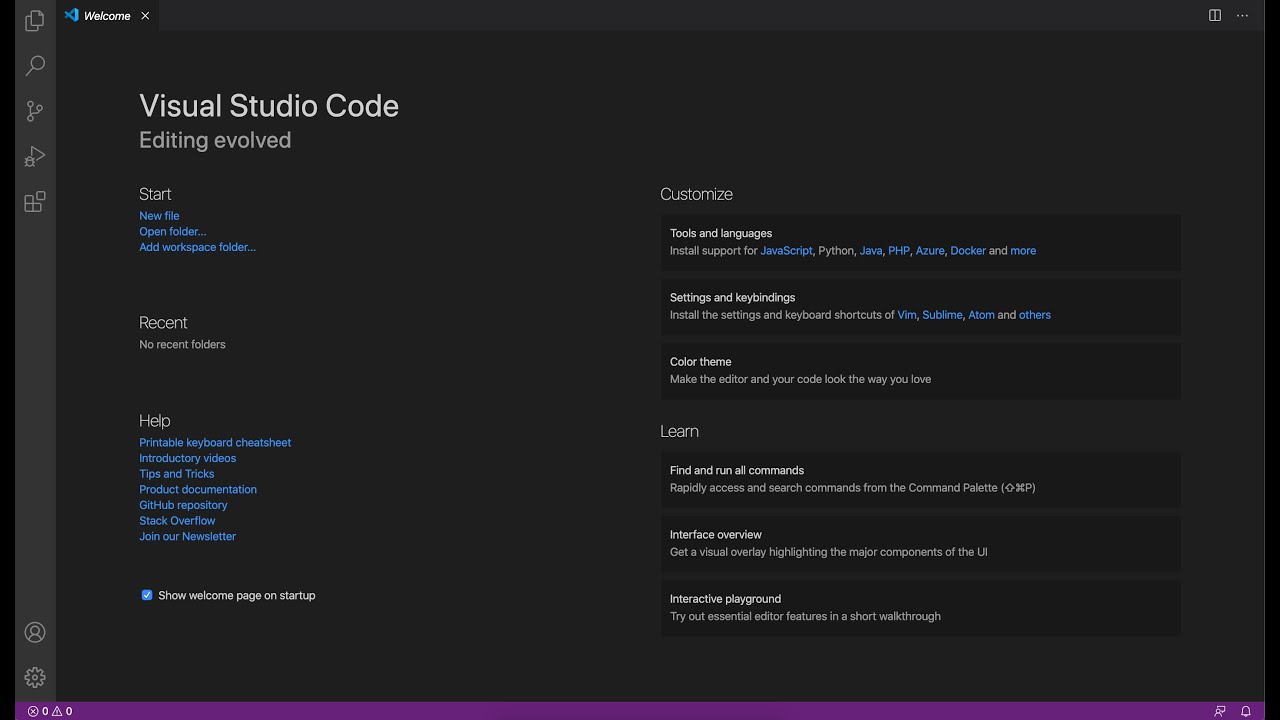 Welcome
Visual Studio Code
Editing evolved
Start
New file
Open folder...
Add workspace folder...
Recent
No recent folders
Help
Printable keyboard cheatsheet
Introductory videos
Tips and Tricks
Product documentation
GitHub repository
Stack Overflow
Join our Newsletter
Show welcome page on startup
Customize
Tools and languages
Install support for JavaScript, Python, Java, PHP, Azure, Docker and more
Settings and keybindings
Install the settings and keyboard shortcuts of Vim, Sublime, Atom and others
Color theme
Make the editor and your code look the way you love
Learn
Find and run all commands
Rapidly access and search commands from the Command Palette (⇧⌘P)
Interface overview
Get a visual overlay highlighting the major components of the UI
Interactive playground
Try out essential editor features in a short walkthrough
0 0